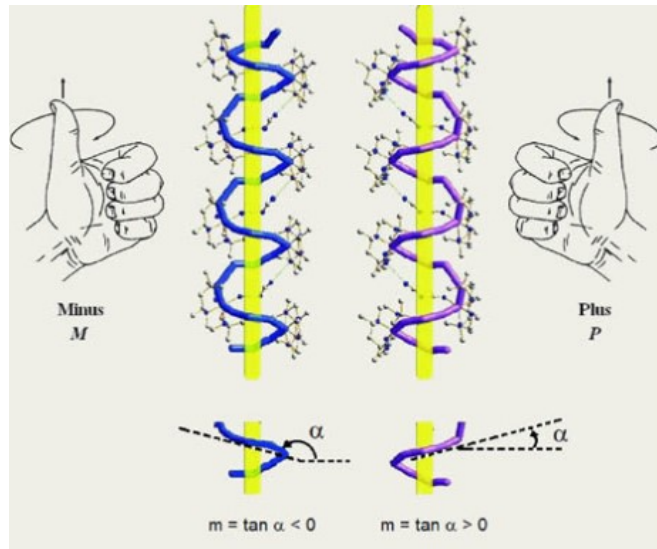 Minus
M
Plus
P
α
α
m = tan α < 0
m = tan α > 0